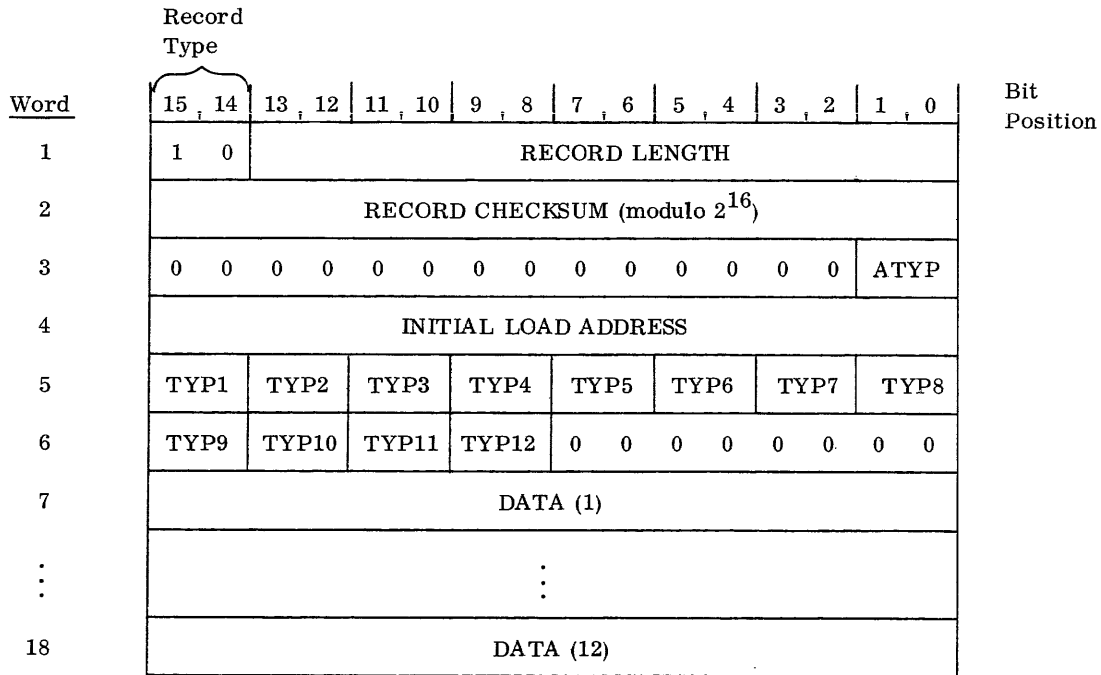 Record
Type
Word 15 14 13 12 11 10 9 8 7 6 5 4 3 2 1 0 Bit
Position
1 1 0 RECORD LENGTH
2 RECORD CHECKSUM (modulo 2^16)
3 0 0 0 0 0 0 0 0 0 0 0 0 0 0 ATYP
4 INITIAL LOAD ADDRESS
5 TYP1 TYP2 TYP3 TYP4 TYP5 TYP6 TYP7 TYP8
6 TYP9 TYP10 TYP11 TYP12 0 0 0 0 0 0 0 0
7 DATA (1)
18 DATA (12)